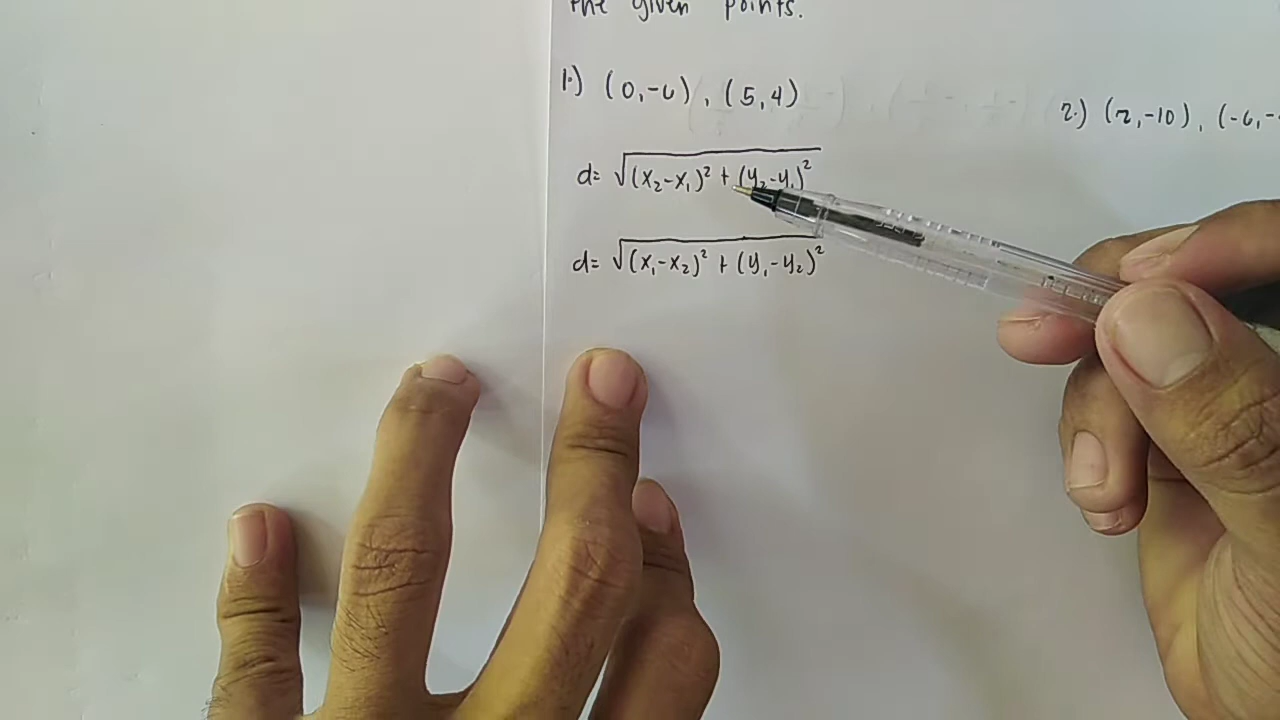 the given points.
1.) (0,-6), (5,4)
2.) (2,-10), (-6,-
d= √(x₂-x₁)² + (y₂-y₁)²
d= √(x₁-x₂)² + (y₁-y₂)²